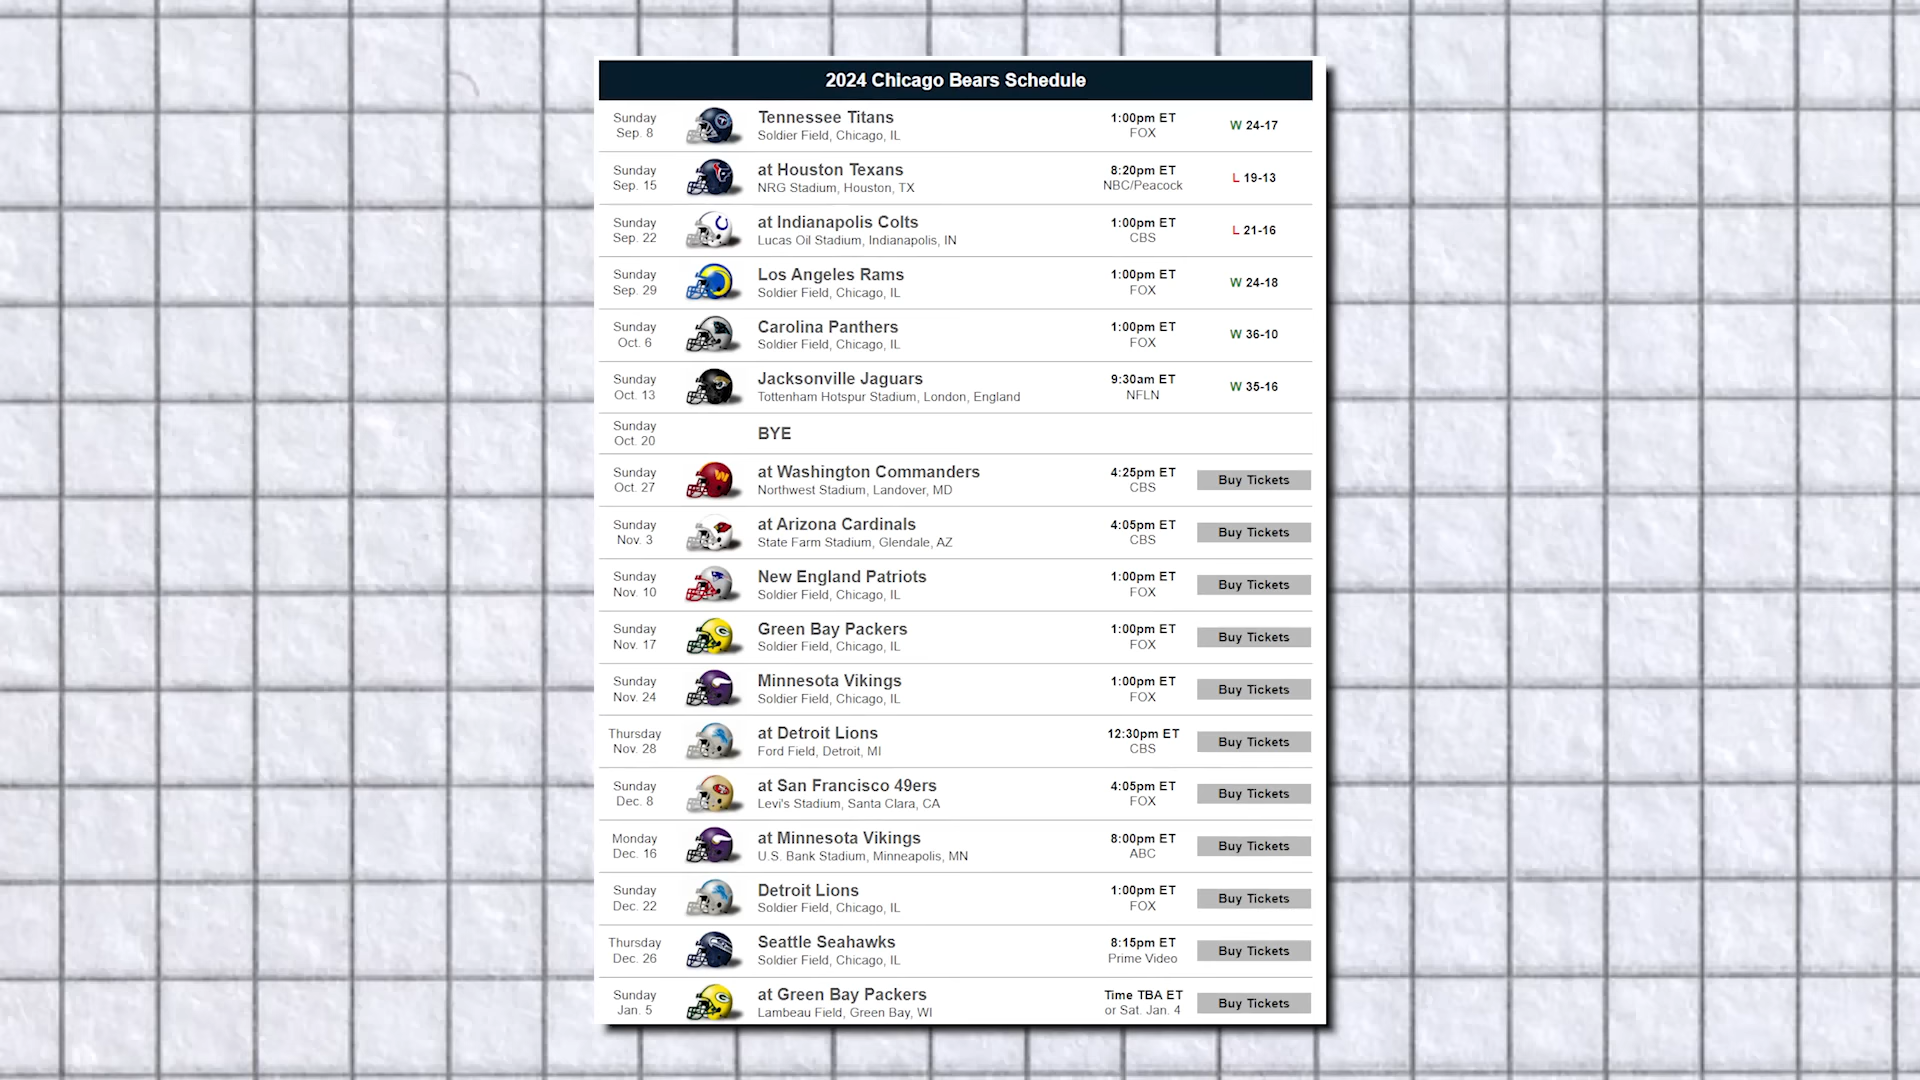 2024 Chicago Bears Schedule
Sunday Sep. 8 Tennessee Titans Soldier Field, Chicago, IL 1:00pm ET FOX W 24-17
Sunday Sep. 15 at Houston Texans NRG Stadium, Houston, TX 8:20pm ET NBC/Peacock L 19-13
Sunday Sep. 22 at Indianapolis Colts Lucas Oil Stadium, Indianapolis, IN 1:00pm ET CBS L 21-16
Sunday Sep. 29 Los Angeles Rams Soldier Field, Chicago, IL 1:00pm ET FOX W 24-18
Sunday Oct. 6 Carolina Panthers Soldier Field, Chicago, IL 1:00pm ET FOX W 36-10
Sunday Oct. 13 Jacksonville Jaguars Tottenham Hotspur Stadium, London, England 9:30am ET NFLN W 35-16
Sunday Oct. 20 BYE
Sunday Oct. 27 at Washington Commanders Northwest Stadium, Landover, MD 4:25pm ET CBS Buy Tickets
Sunday Nov. 3 at Arizona Cardinals State Farm Stadium, Glendale, AZ 4:05pm ET CBS Buy Tickets
Sunday Nov. 10 New England Patriots Soldier Field, Chicago, IL 1:00pm ET FOX Buy Tickets
Sunday Nov. 17 Green Bay Packers Soldier Field, Chicago, IL 1:00pm ET FOX Buy Tickets
Sunday Nov. 24 Minnesota Vikings Soldier Field, Chicago, IL 1:00pm ET FOX Buy Tickets
Thursday Nov. 28 at Detroit Lions Ford Field, Detroit, MI 12:30pm ET CBS Buy Tickets
Sunday Dec. 8 at San Francisco 49ers Levi's Stadium, Santa Clara, CA 4:05pm ET FOX Buy Tickets
Monday Dec. 16 at Minnesota Vikings U.S. Bank Stadium, Minneapolis, MN 8:00pm ET ABC Buy Tickets
Sunday Dec. 22 Detroit Lions Soldier Field, Chicago, IL 1:00pm ET FOX Buy Tickets
Thursday Dec. 26 Seattle Seahawks Soldier Field, Chicago, IL 8:15pm ET Prime Video Buy Tickets
Sunday Jan. 5 at Green Bay Packers Lambeau Field, Green Bay, WI Time TBA ET or Sat. Jan. 4 Buy Tickets